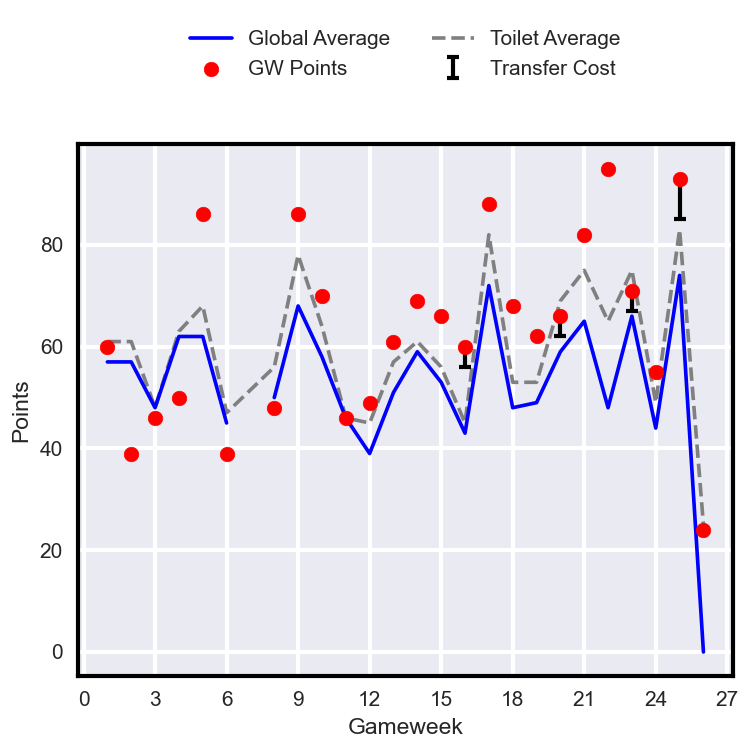 Global Average
Toilet Average
GW Points
Transfer Cost
80
60
40
20
0
Points
0 3 6 9 12 15 18 21 24 27
Gameweek